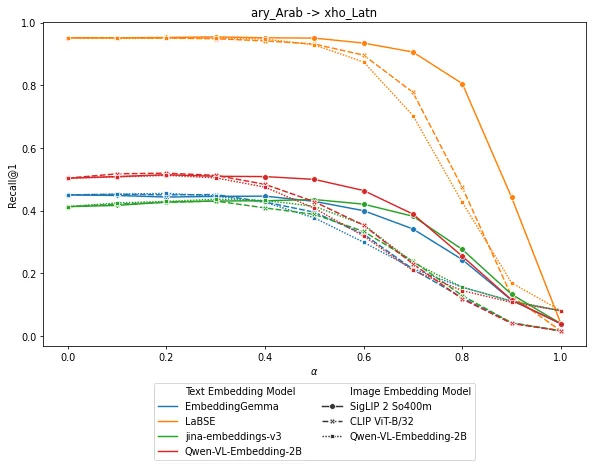 ary_Arab -> xho_Latn
1.0
0.8
0.6
0.4
0.2
0.0
Recall@1
0.0 0.2 0.4 0.6 0.8 1.0
α
Text Embedding Model Image Embedding Model
EmbeddingGemma SigLIP 2 So400m
LaBSE CLIP ViT-B/32
jina-embeddings-v3 Qwen-VL-Embedding-2B
Qwen-VL-Embedding-2B